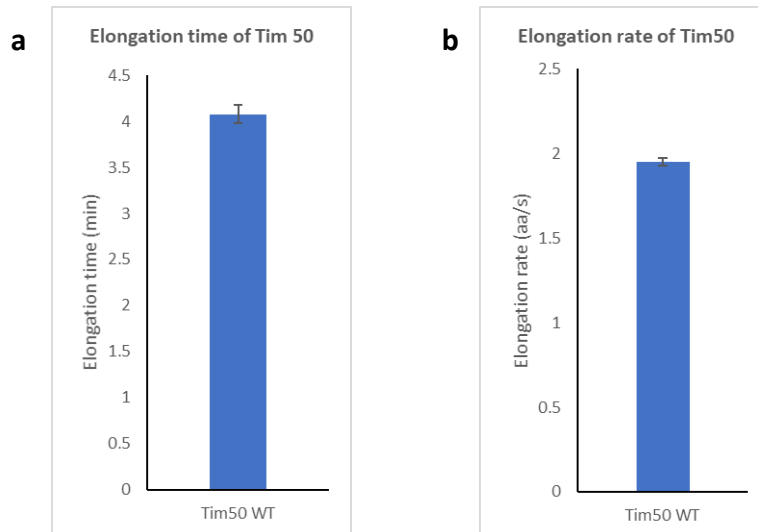 a
Elongation time of Tim 50
4.5
4
3.5
3
2.5
2
1.5
1
0.5
0
Elongation time (min)
Tim50 WT
b
Elongation rate of Tim50
2.5
2
1.5
1
0.5
0
Elongation rate (aa/s)
Tim50 WT